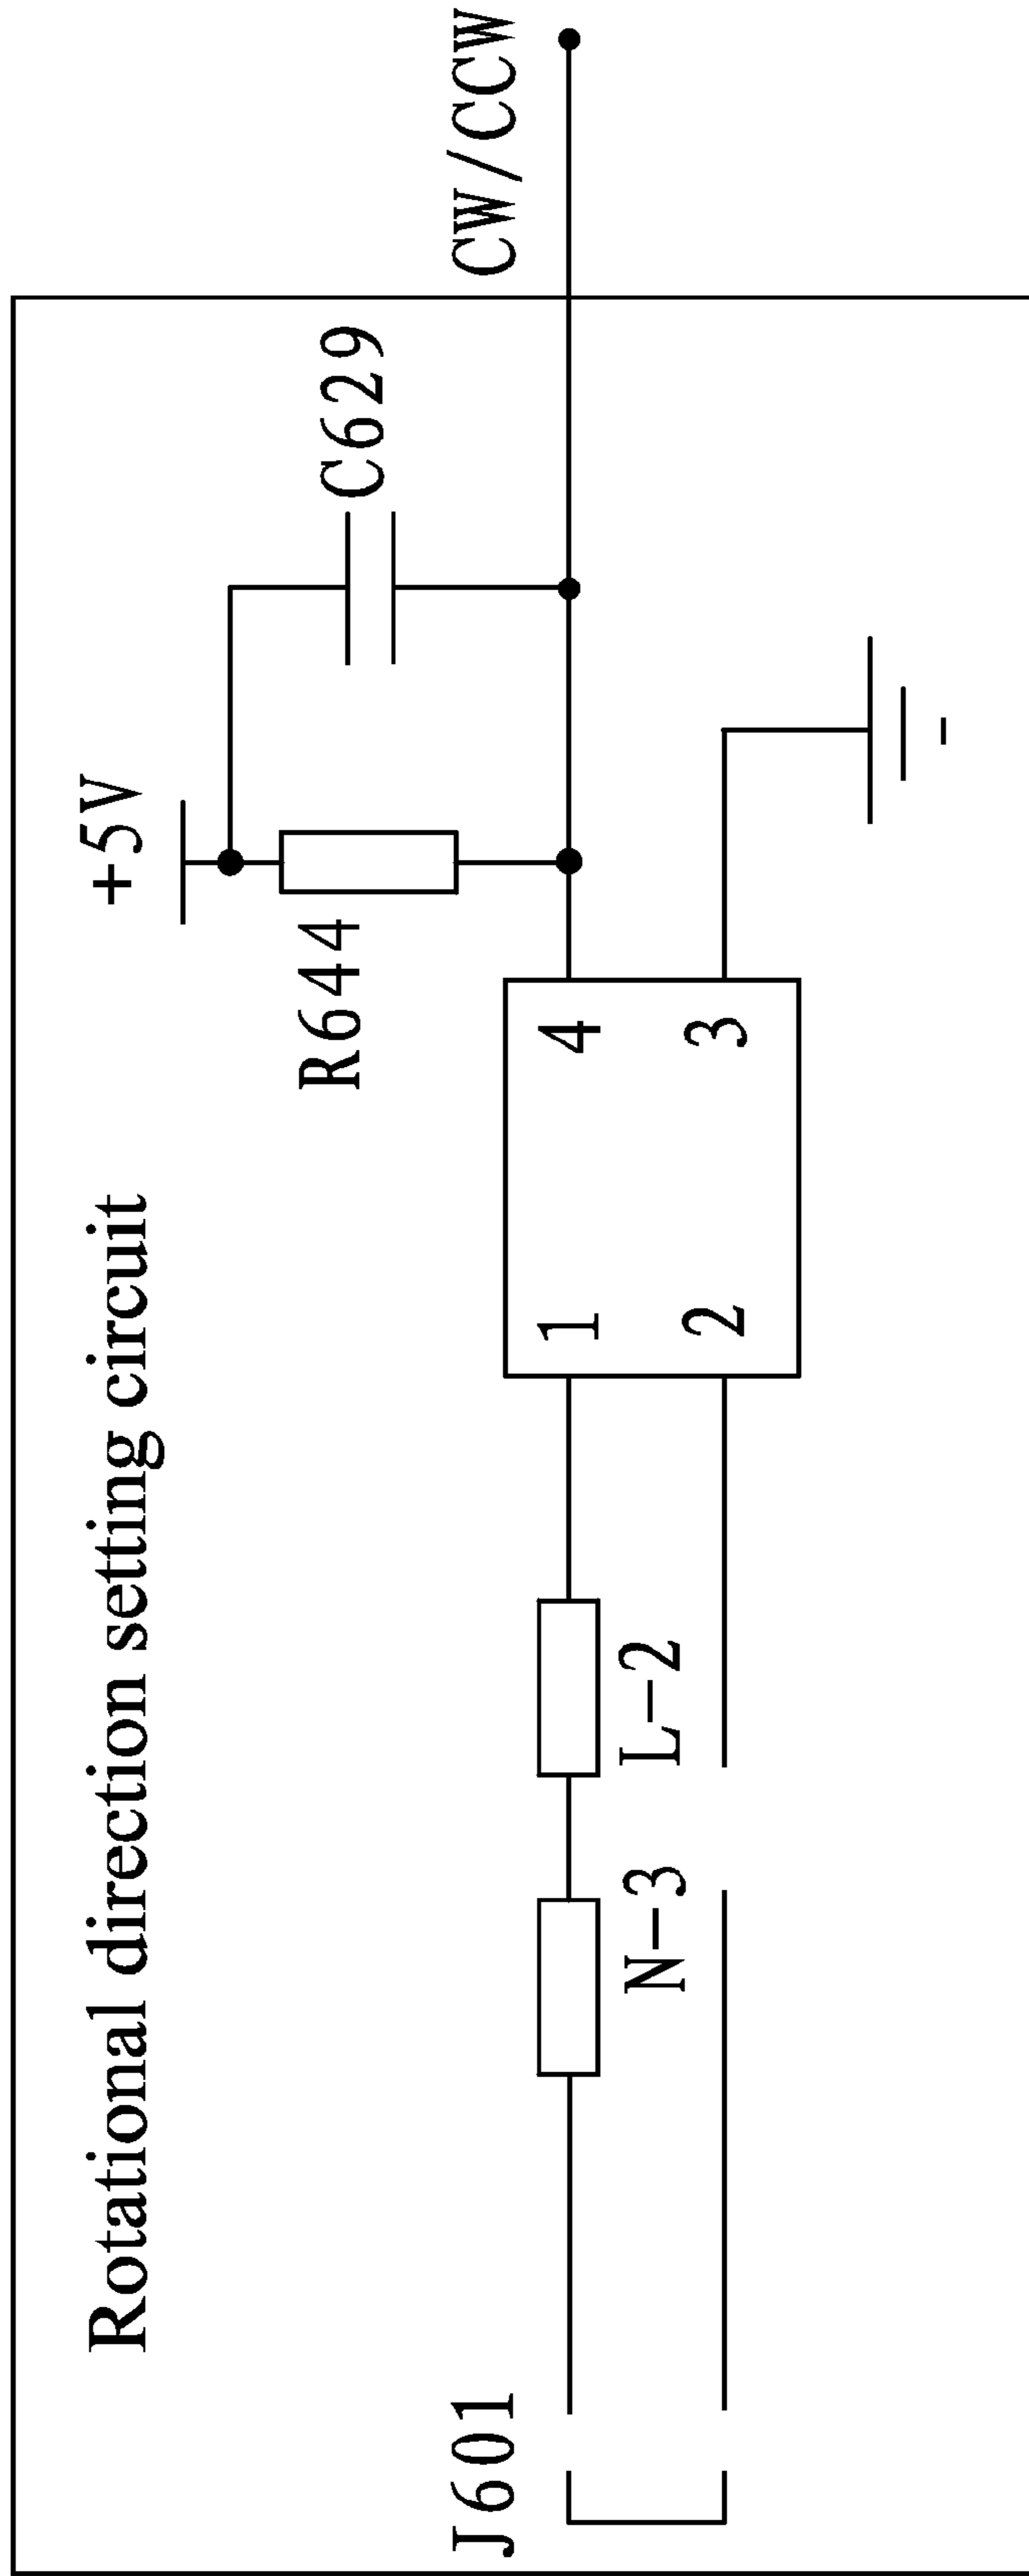 Rotational direction setting circuit
+5V
R644
C629
CW/CCW
J601
N-3
L-2
1
4
2
3